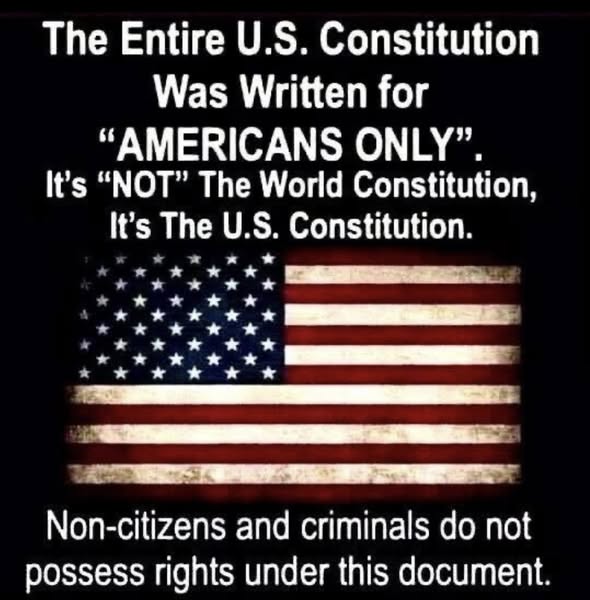 The Entire U.S. Constitution
Was Written for
“AMERICANS ONLY”.
It’s “NOT” The World Constitution,
It’s The U.S. Constitution.
Non-citizens and criminals do not
possess rights under this document.